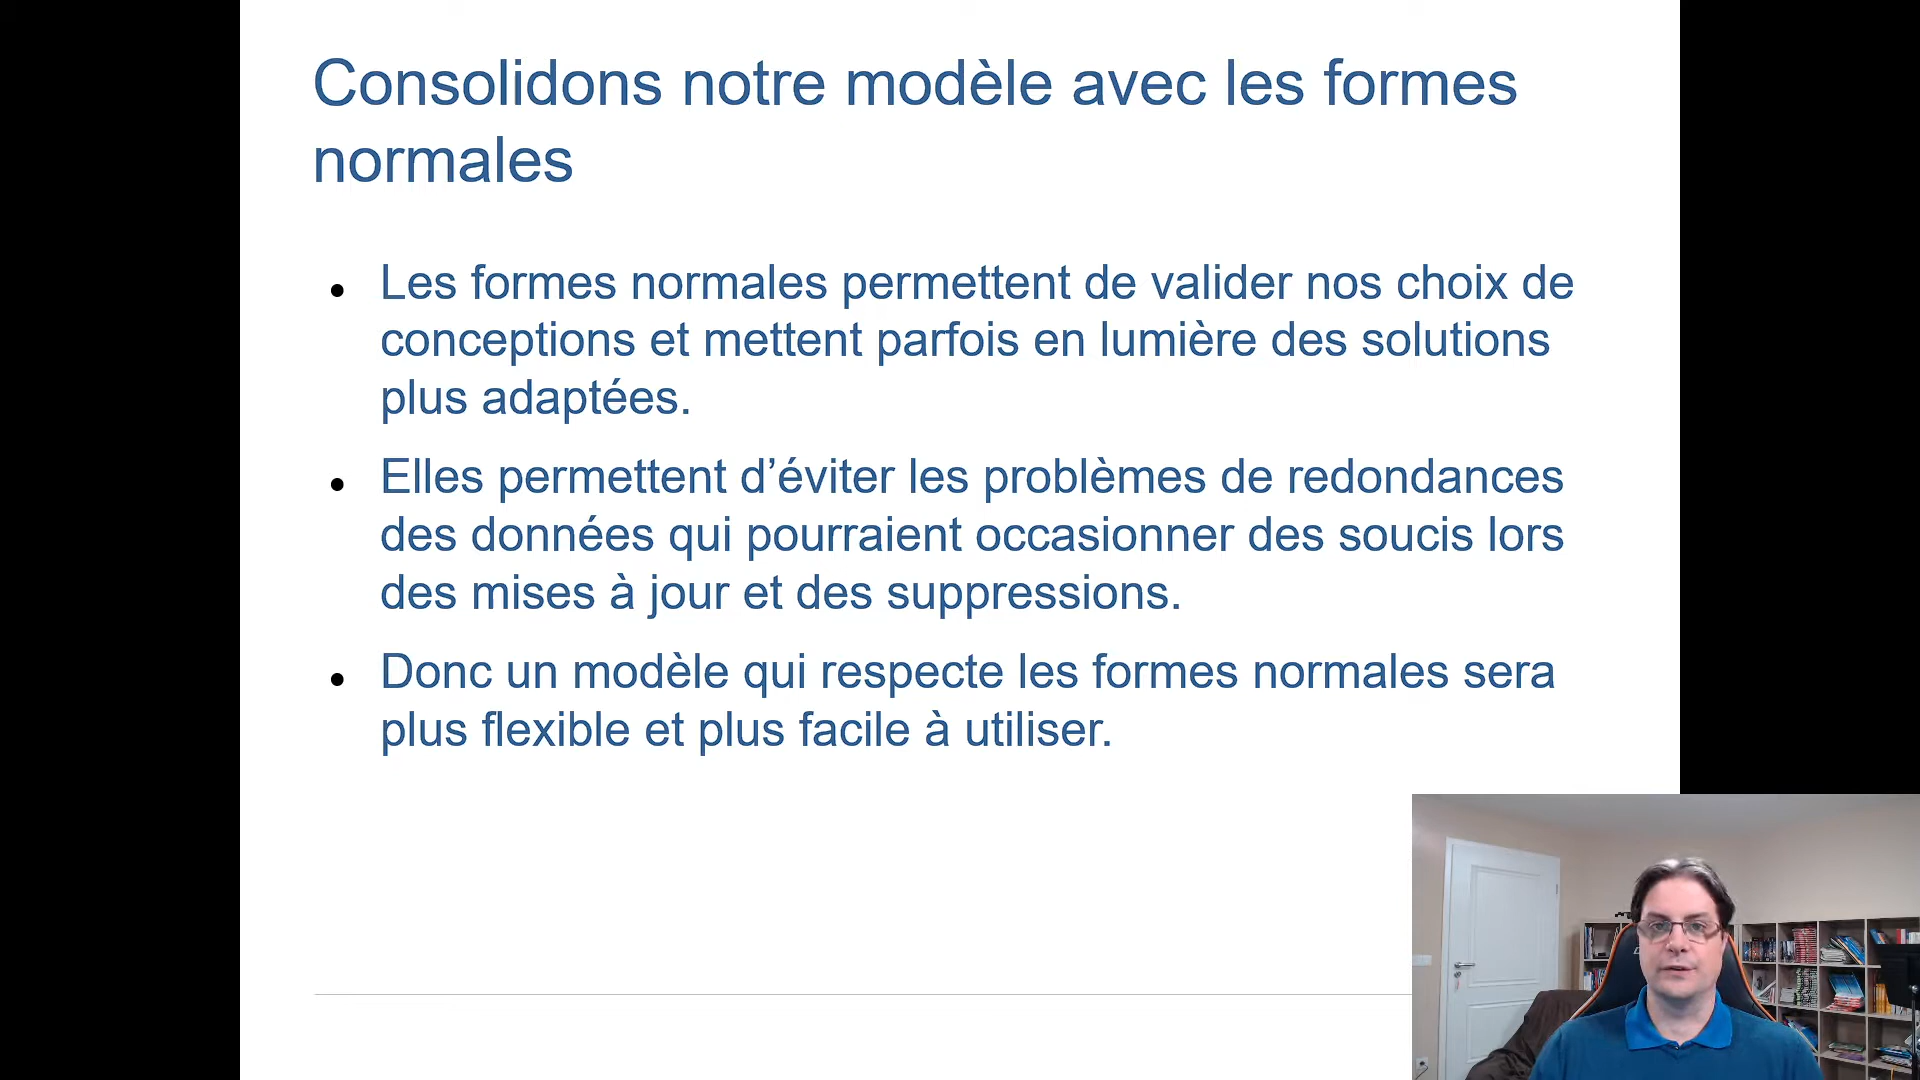 Consolidons notre modèle avec les formes
normales
Les formes normales permettent de valider nos choix de
conceptions et mettent parfois en lumière des solutions
plus adaptées.
Elles permettent d’éviter les problèmes de redondances
des données qui pourraient occasionner des soucis lors
des mises à jour et des suppressions.
Donc un modèle qui respecte les formes normales sera
plus flexible et plus facile à utiliser.